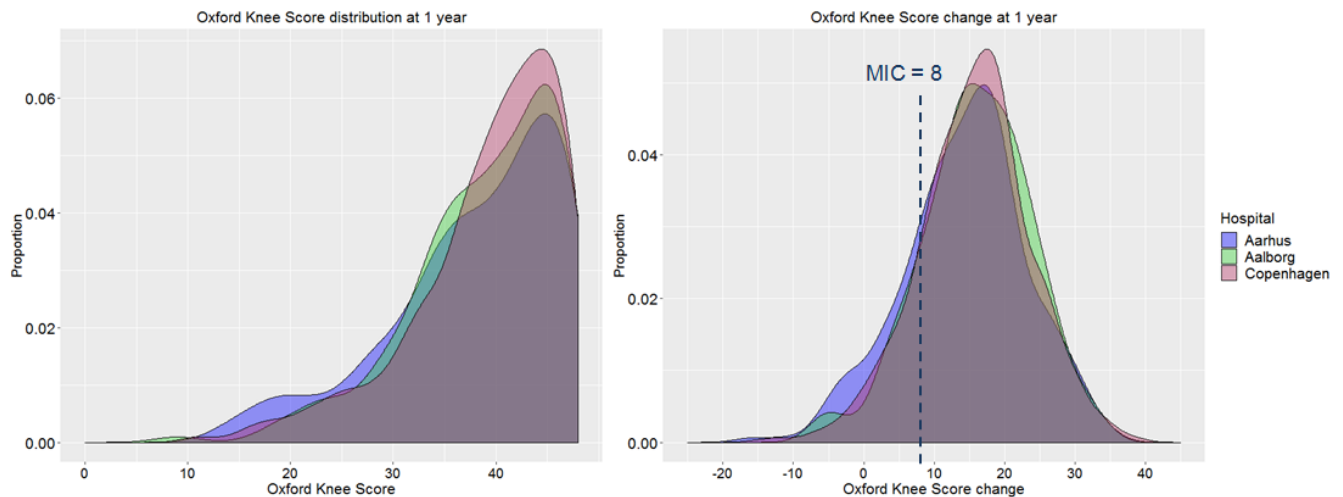 Oxford Knee Score distribution at 1 year
Proportion
0.06
0.04
0.02
0.00
0
10
20
30
40
Oxford Knee Score
Oxford Knee Score change at 1 year
MIC = 8
Proportion
0.04
0.02
0.00
-20
-10
0
10
20
30
40
Oxford Knee Score change
Hospital
Aarhus
Aalborg
Copenhagen